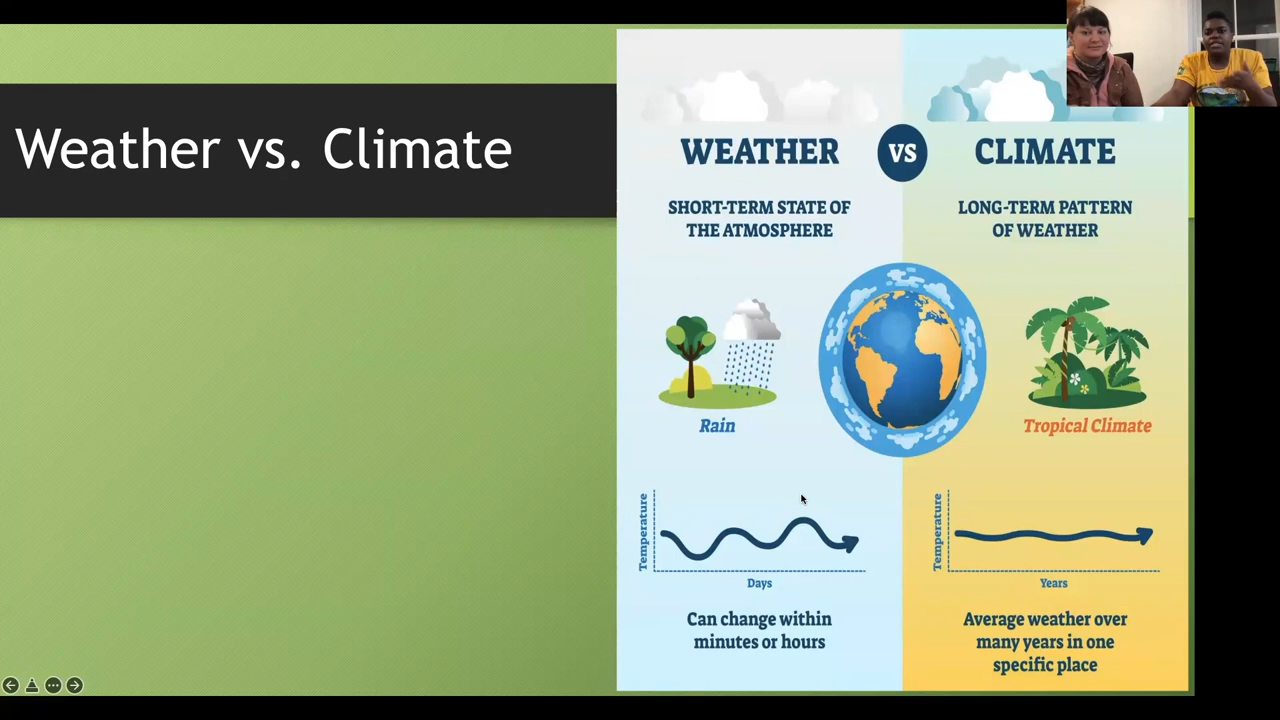 Weather vs. Climate
WEATHER
VS
CLIMATE
SHORT-TERM STATE OF
THE ATMOSPHERE
LONG-TERM PATTERN
OF WEATHER
Rain
Tropical Climate
Temperature
Days
Temperature
Years
Can change within
minutes or hours
Average weather over
many years in one
specific place